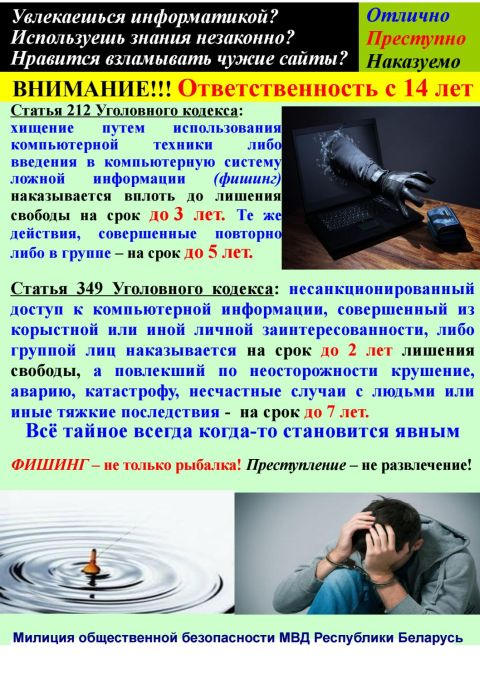 Увлекаешься информатикой? Отлично
Используешь знания незаконно? Преступно
Нравится взламывать чужие сайты? Наказуемо
ВНИМАНИЕ!!! Ответственность с 14 лет
Статья 212 Уголовного кодекса:
хищение путем использования
компьютерной техники либо
введения в компьютерную систему
ложной информации (фишинг)
наказывается вплоть до лишения
свободы на срок до 3 лет. Те же
действия, совершенные повторно
либо в группе – на срок до 5 лет.
Статья 349 Уголовного кодекса: несанкционированный
доступ к компьютерной информации, совершенный из
корыстной или иной личной заинтересованности, либо
группой лиц наказывается на срок до 2 лет лишения
свободы, а повлекший по неосторожности крушение,
аварию, катастрофу, несчастные случаи с людьми или
иные тяжкие последствия - на срок до 7 лет.
Всё тайное всегда когда-то становится явным
ФИШИНГ – не только рыбалка! Преступление – не развлечение!
Милиция общественной безопасности МВД Республики Беларусь